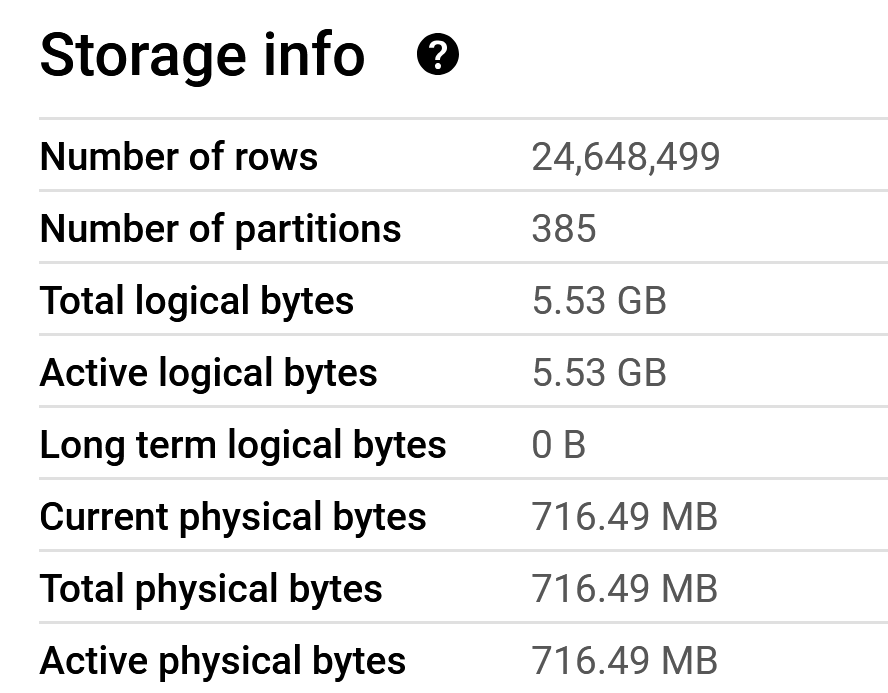 Storage info ?
Number of rows 24,648,499
Number of partitions 385
Total logical bytes 5.53 GB
Active logical bytes 5.53 GB
Long term logical bytes 0 B
Current physical bytes 716.49 MB
Total physical bytes 716.49 MB
Active physical bytes 716.49 MB